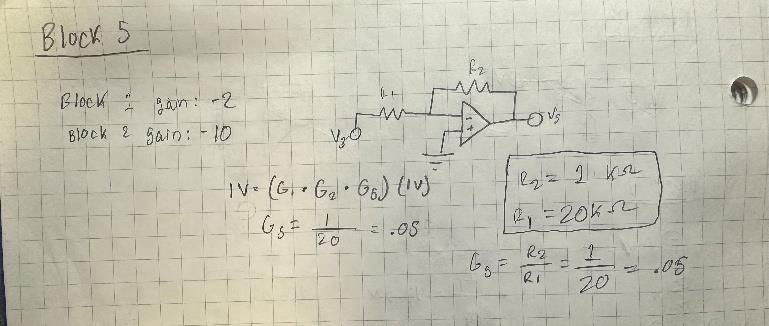 Block 5
Block 1 gain: -2
Block 2 gain: -10
R1
R2
V3
-
+
V5
1V = (G1 · G2 · G5) (1V)
G5 = 1/20 = .05
R2 = 1 kΩ
R1 = 20KΩ
G5 = R2/R1 = 1/20 = .05